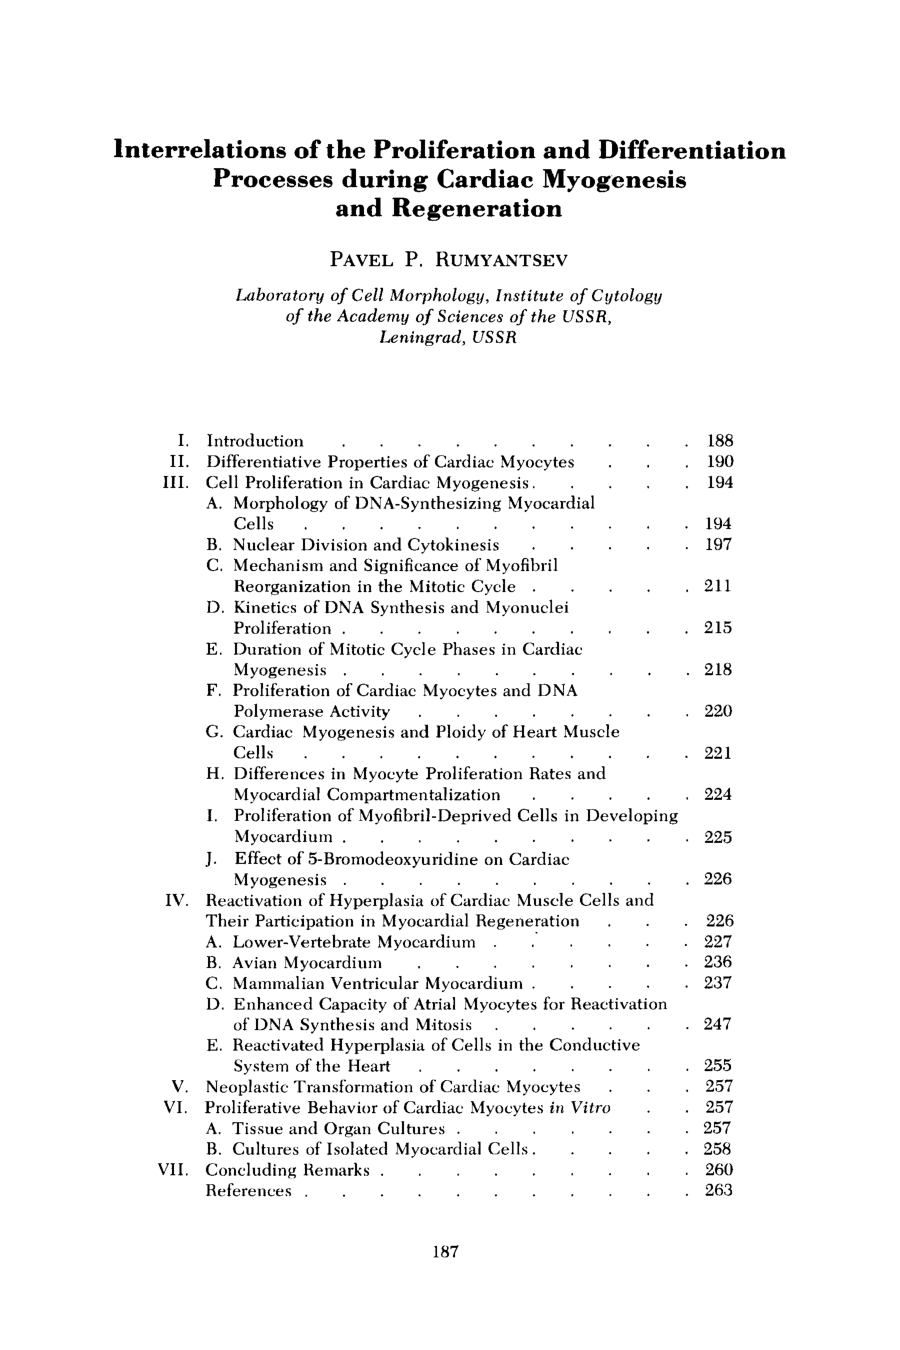 Interrelations of the Proliferation and Differentiation
Processes during Cardiac Myogenesis
and Regeneration
PAVEL P. RUMYANTSEV
Laboratory of Cell Morphology, Institute of Cytology
of the Academy of Sciences of the USSR,
Leningrad, USSR
I. Introduction . . . . . . . . . . 188
II. Differentiative Properties of Cardiac Myocytes . . . 190
III. Cell Proliferation in Cardiac Myogenesis . . . . . 194
A. Morphology of DNA-Synthesizing Myocardial
Cells . . . . . . . . . . . 194
B. Nuclear Division and Cytokinesis . . . . . 197
C. Mechanism and Significance of Myofibril
Reorganization in the Mitotic Cycle . . . . . 211
D. Kinetics of DNA Synthesis and Myonuclei
Proliferation . . . . . . . . . . 215
E. Duration of Mitotic Cycle Phases in Cardiac
Myogenesis . . . . . . . . . . 218
F. Proliferation of Cardiac Myocytes and DNA
Polymerase Activity . . . . . . . . 220
G. Cardiac Myogenesis and Ploidy of Heart Muscle
Cells . . . . . . . . . . . 221
H. Differences in Myocyte Proliferation Rates and
Myocardial Compartmentalization . . . . . 224
I. Proliferation of Myofibril-Deprived Cells in Developing
Myocardium . . . . . . . . . . 225
J. Effect of 5-Bromodeoxyuridine on Cardiac
Myogenesis . . . . . . . . . . 226
IV. Reactivation of Hyperplasia of Cardiac Muscle Cells and
Their Participation in Myocardial Regeneration . . . 226
A. Lower-Vertebrate Myocardium . . . . . . 227
B. Avian Myocardium . . . . . . . . 236
C. Mammalian Ventricular Myocardium . . . . . 237
D. Enhanced Capacity of Atrial Myocytes for Reactivation
of DNA Synthesis and Mitosis . . . . . . 247
E. Reactivated Hyperplasia of Cells in the Conductive
System of the Heart . . . . . . . . 255
V. Neoplastic Transformation of Cardiac Myocytes . . . 257
VI. Proliferative Behavior of Cardiac Myocytes in Vitro . . 257
A. Tissue and Organ Cultures . . . . . . . 257
B. Cultures of Isolated Myocardial Cells . . . . . 258
VII. Concluding Remarks . . . . . . . . . 260
References . . . . . . . . . . . 263
187